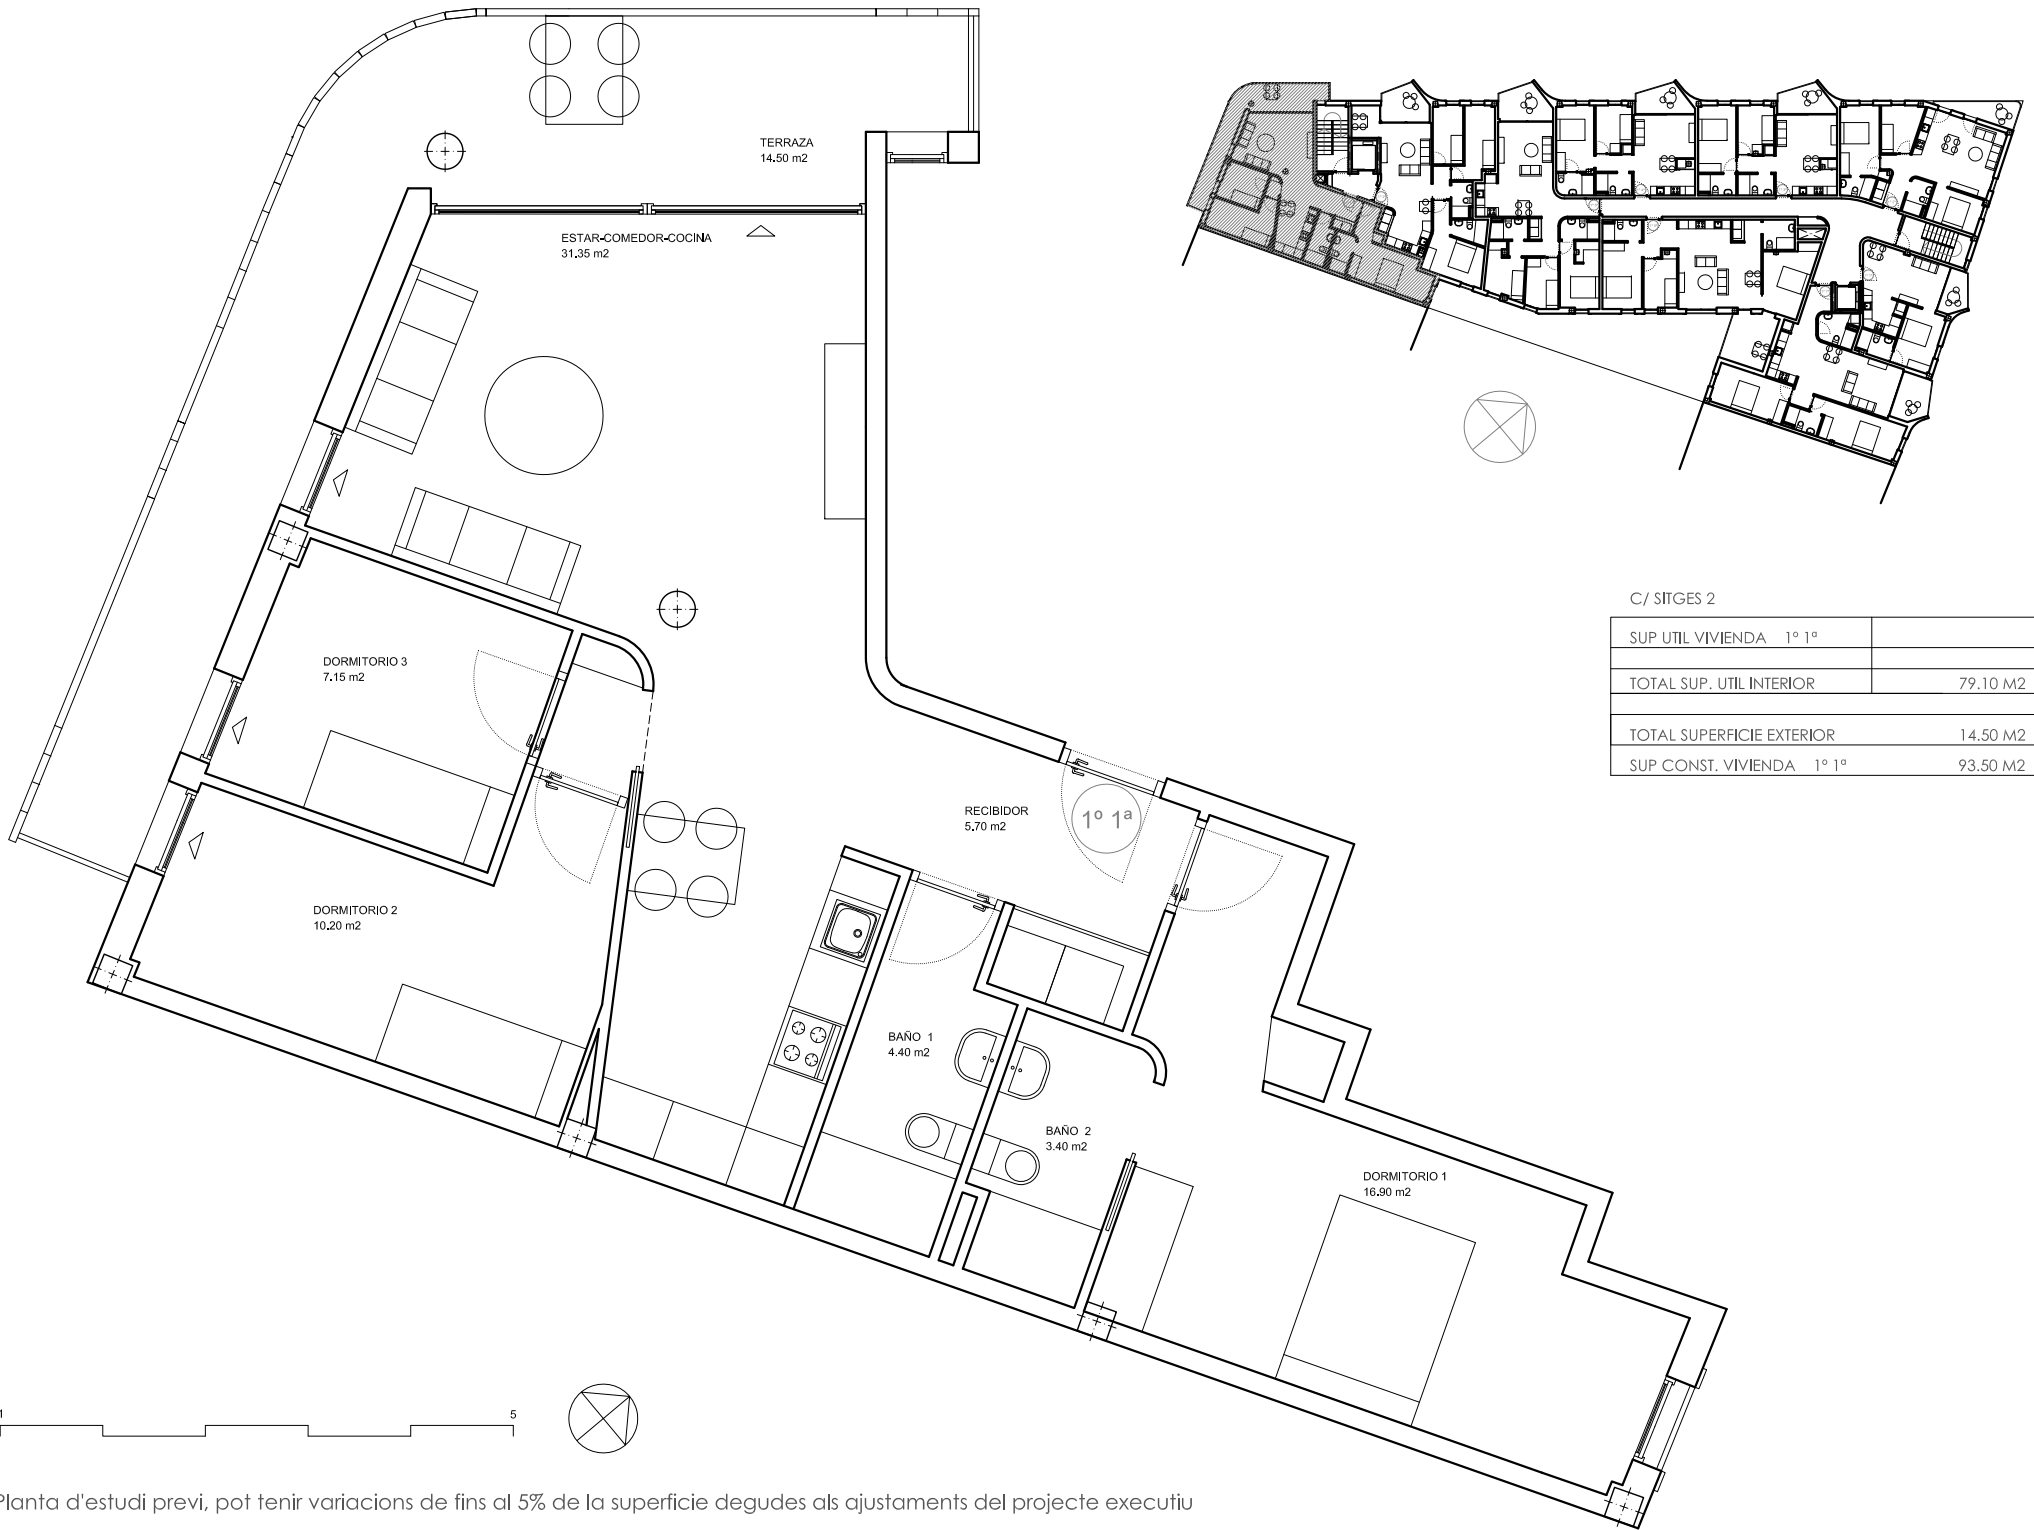 TERRAZA
14.50 m2
ESTAR-COMEDOR-COCINA
31.35 m2
C/ SITGES 2
SUP UTIL VIVIENDA 1º 1ª
TOTAL SUP. UTIL INTERIOR 79.10 M2
TOTAL SUPERFICIE EXTERIOR 14.50 M2
SUP CONST. VIVIENDA 1º 1ª 93.50 M2
DORMITORIO 3
7.15 m2
RECIBIDOR
5.70 m2
1º 1ª
DORMITORIO 2
10.20 m2
BAÑO 1
4.40 m2
BAÑO 2
3.40 m2
DORMITORIO 1
16.90 m2
1 5
Planta d'estudi previ, pot tenir variacions de fins al 5% de la superficie degudes als ajustaments del projecte executiu